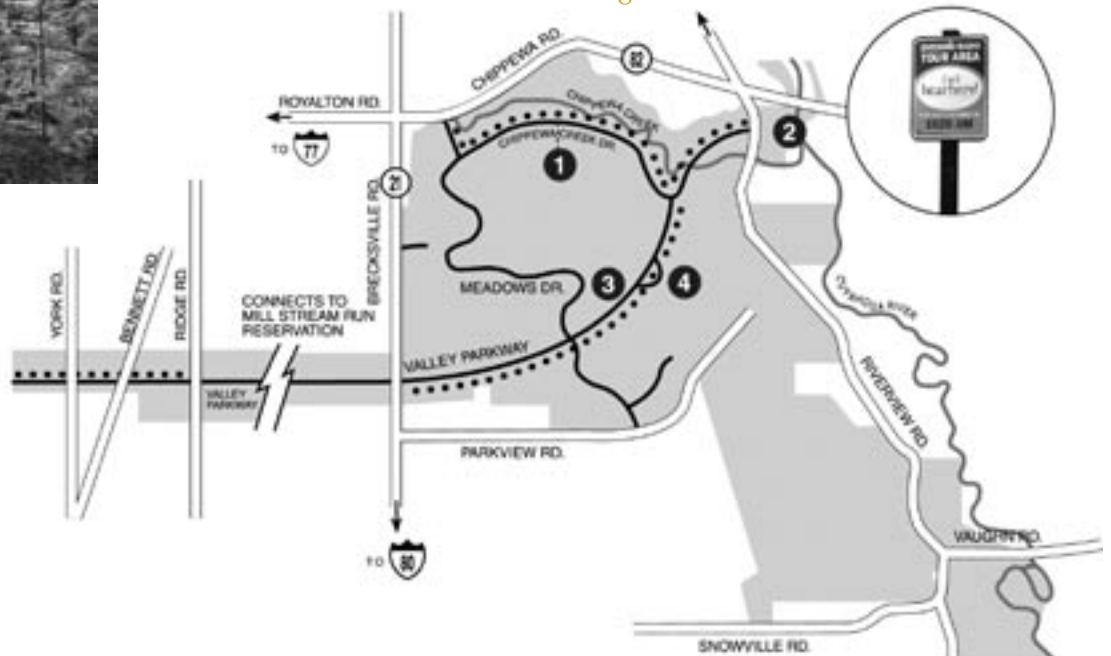 CHIPPEWA RD.
82
ROYALTON RD.
TO 77
CHIPPEWA CREEK
CHIPPEWA CREEK DR.
1
2
TOUR AREA
21
BRECKSVILLE RD.
YORK RD.
BENNETT RD.
RIDGE RD.
CONNECTS TO
MILL STREAM RUN
RESERVATION
MEADOWS DR.
3
4
CUYAHOGA RIVER
VALLEY PARKWAY
VALLEY
PARKWAY
RIVERVIEW RD.
PARKVIEW RD.
TO 80
VAUGHN RD.
SNOWVILLE RD.